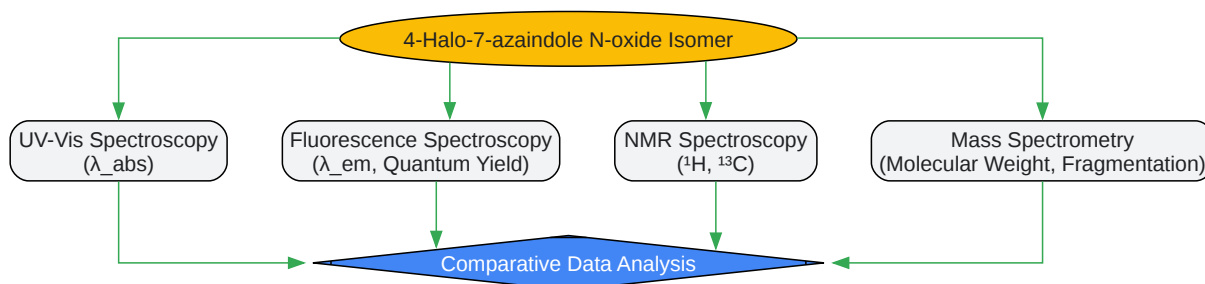 4-Halo-7-azaindole N-oxide Isomer
UV-Vis Spectroscopy
(λ_abs)
Fluorescence Spectroscopy
(λ_em, Quantum Yield)
NMR Spectroscopy
(¹H, ¹³C)
Mass Spectrometry
(Molecular Weight, Fragmentation)
Comparative Data Analysis